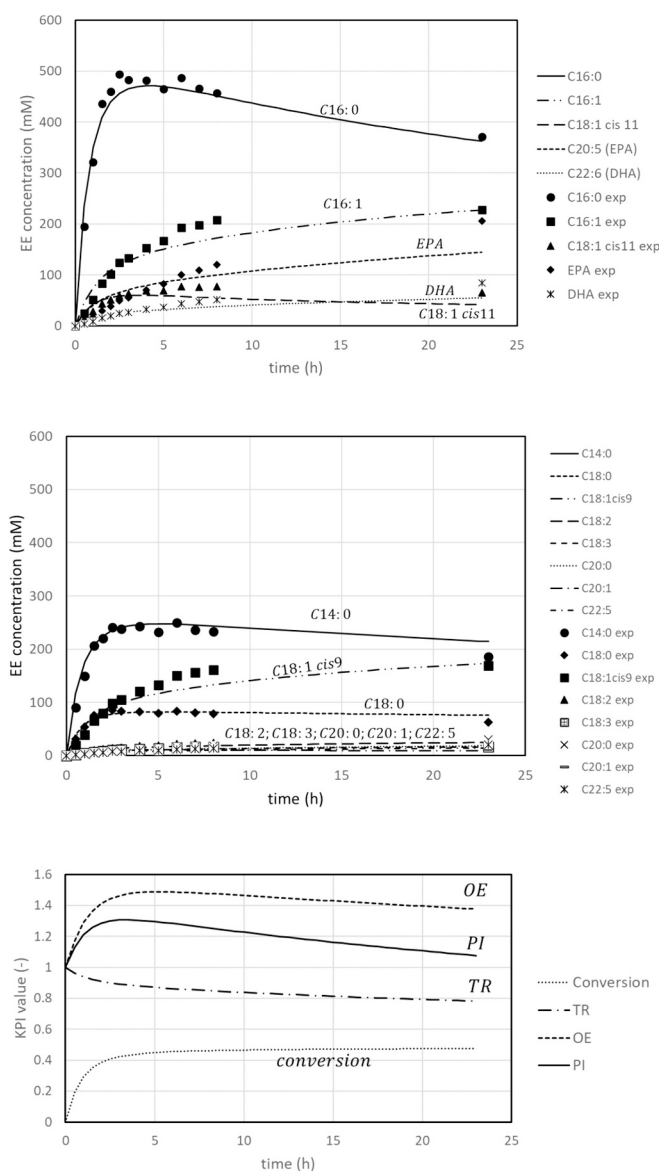 600
500
400
300
200
100
0
EE concentration (mM)
C16:0
C16:1
EPA
DHA
C18:1 cis11
0 5 10 15 20 25
time (h)
C16:0
C16:1
C18:1 cis 11
C20:5 (EPA)
C22:6 (DHA)
C16:0 exp
C16:1 exp
C18:1 cis11 exp
EPA exp
DHA exp
600
500
400
300
200
100
0
EE concentration (mM)
C14:0
C18:1 cis9
C18:0
C18:2; C18:3; C20:0; C20:1; C22:5
0 5 10 15 20 25
time (h)
C14:0
C18:0
C18:1cis9
C18:2
C18:3
C20:0
C20:1
C22:5
C14:0 exp
C18:0 exp
C18:1cis9 exp
C18:2 exp
C18:3 exp
C20:0 exp
C20:1 exp
C22:5 exp
1.6
1.4
1.2
1
0.8
0.6
0.4
0.2
0
KPI value (-)
OE
PI
TR
conversion
0 5 10 15 20 25
time (h)
Conversion
TR
OE
PI